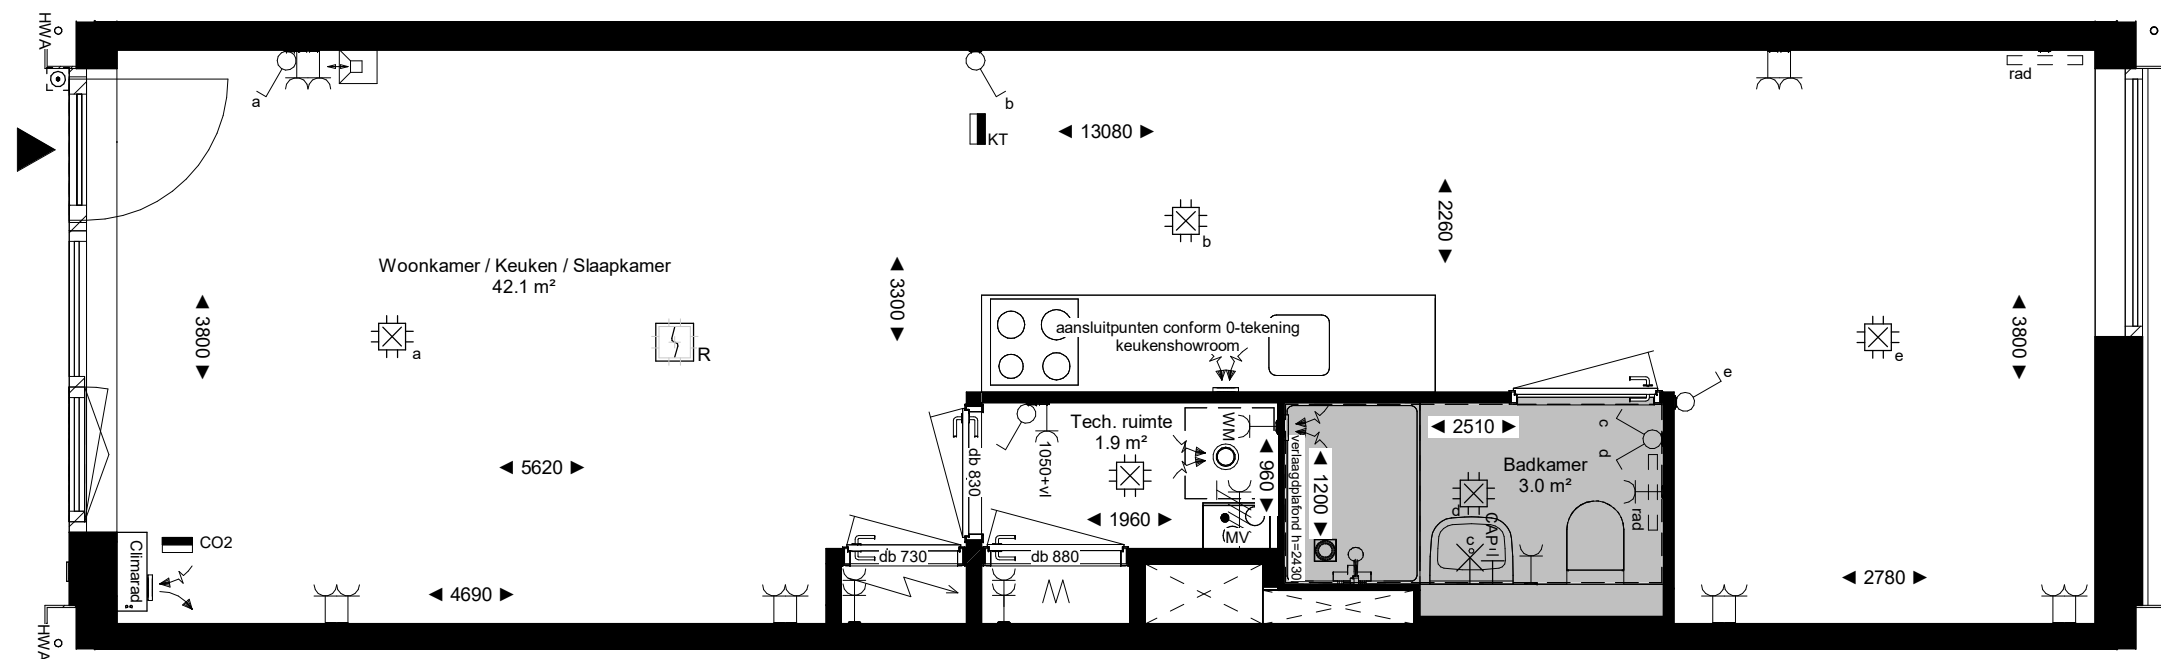 HWA
a
b
rad
KT
◄ 13080 ►
◄ 2260 ►
b
Woonkamer / Keuken / Slaapkamer
42.1 m²
◄ 3800 ►
a
R
◄ 3300 ►
aansluitpunten conform 0-tekening
keukenshowroom
e
◄ 3800 ►
e
◄ 5620 ►
db 830
1050+vl
Tech. ruimte
1.9 m²
WM
◄ 960 ►
◄ 1960 ►
MV
verlaagdplafond h=2430
◄ 1200 ►
◄ 2510 ►
c
d
Badkamer
3.0 m²
d
CAP
c
rad
Climarad
CO2
db 730
db 880
◄ 4690 ►
◄ 2780 ►
HWA